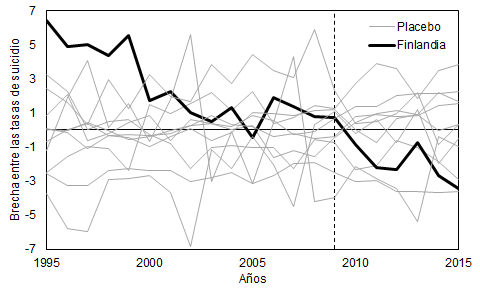 7
5
3
1
-1
-3
-5
-7
Brecha entre las tasas de suicidio
Placebo
Finlandia
1995 2000 2005 2010 2015
Años